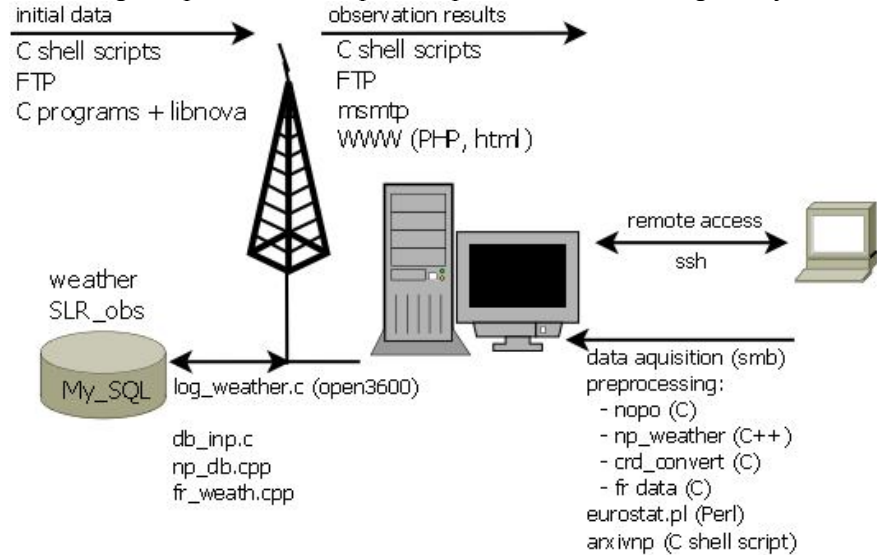 initial data
C shell scripts
FTP
C programs + libnova
observation results
C shell scripts
FTP
msmtp
WWW (PHP, html)
remote access
ssh
weather
SLR_obs
My_SQL
log_weather.c (open3600)
db_inp.c
np_db.cpp
fr_weath.cpp
data aquisition (smb)
preprocessing:
- nopo (C)
- np_weather (C++)
- crd_convert (C)
- fr data (C)
eurostat.pl (Perl)
arxivnp (C shell script)